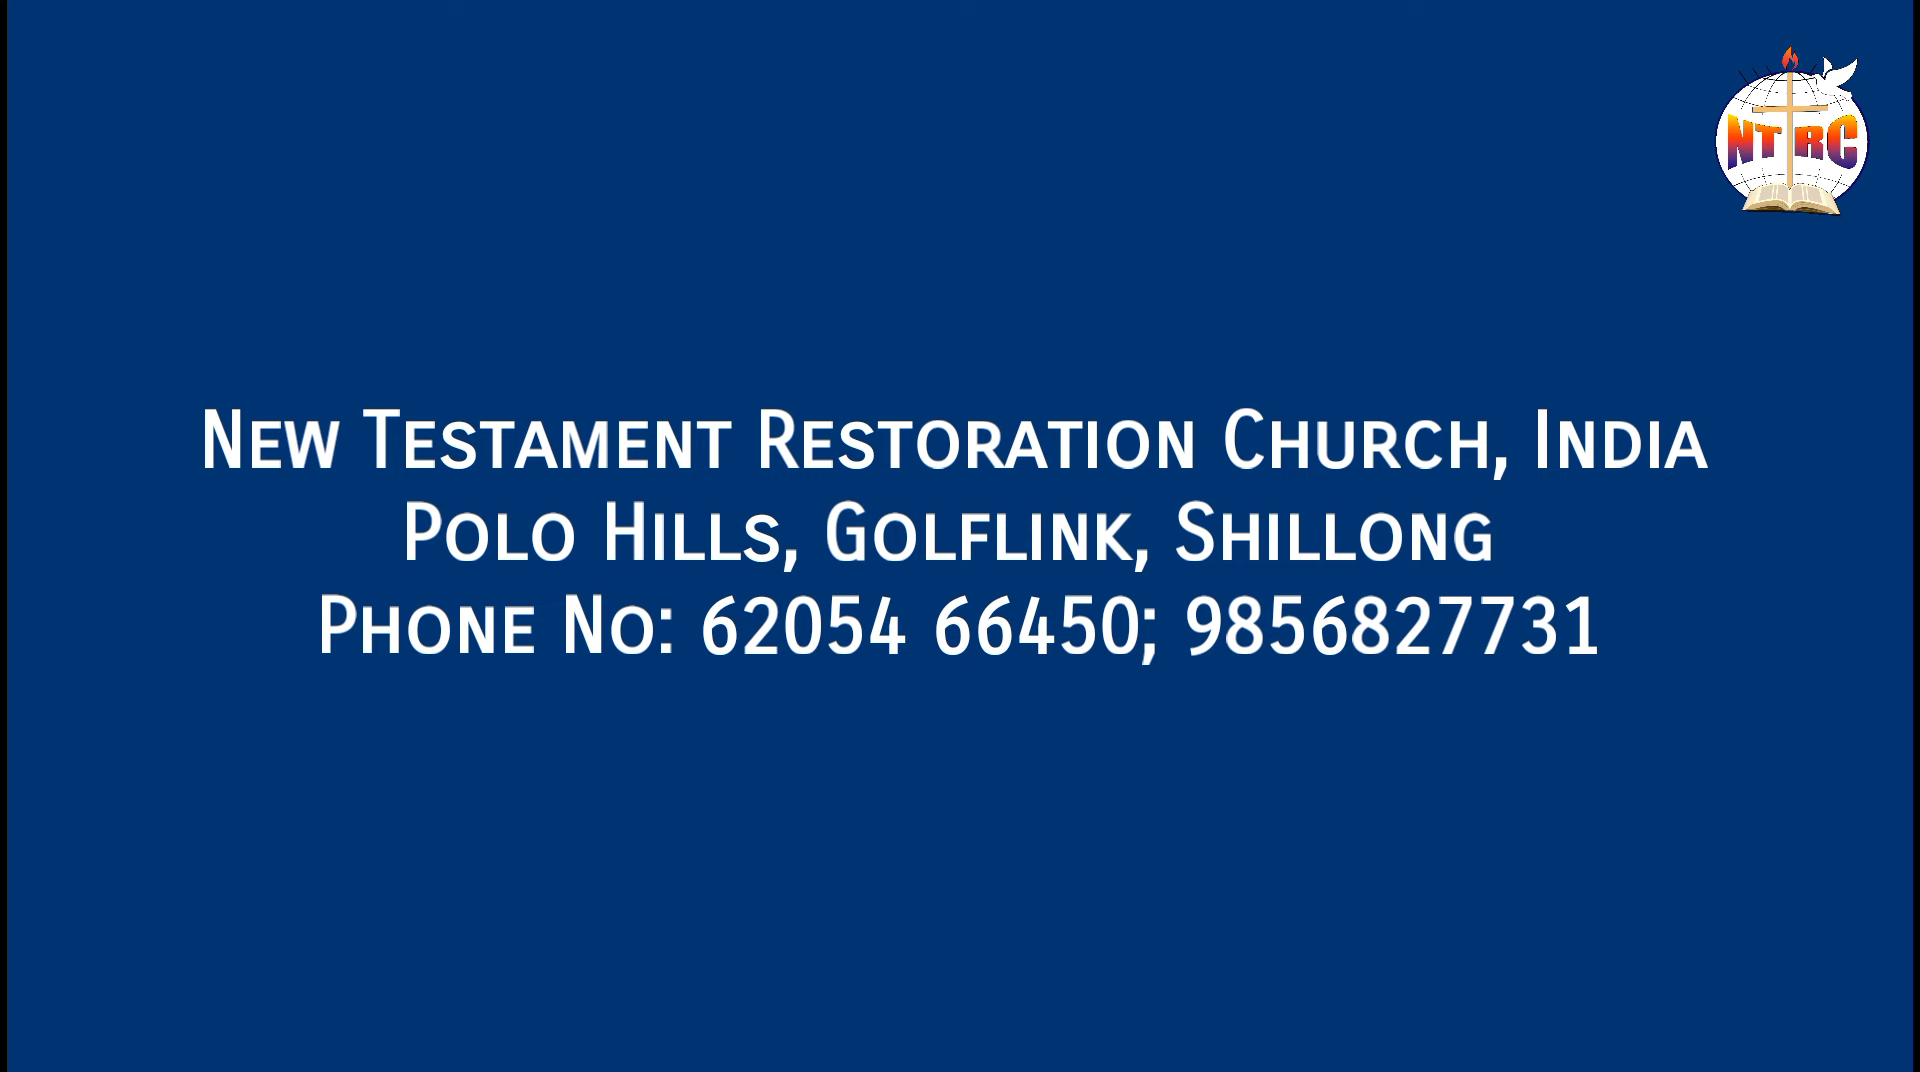 NTRC
New Testament Restoration Church, India
Polo Hills, Golflink, Shillong
Phone No: 62054 66450; 9856827731